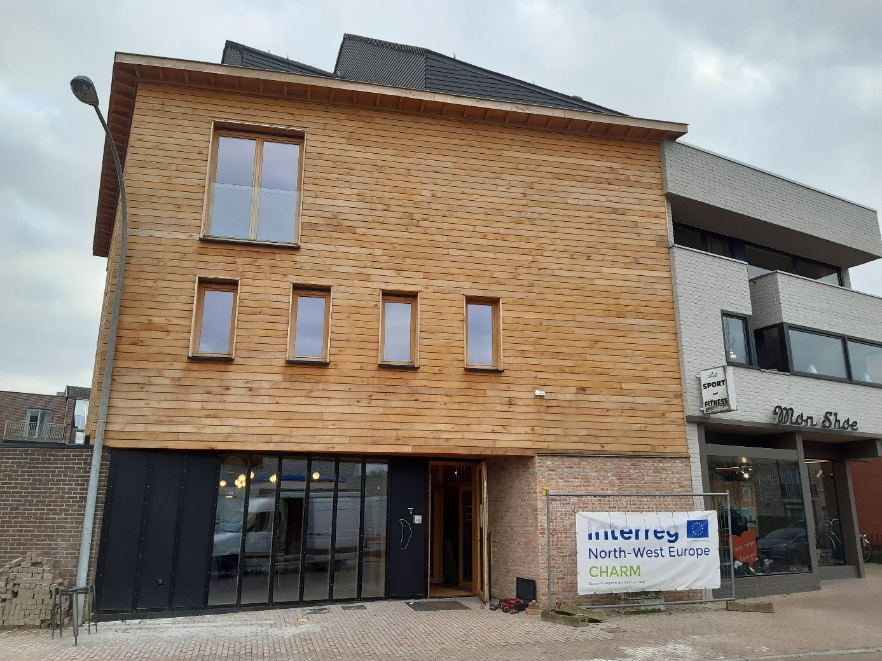 SPORT
FITNESS
Mon Shoe
Interreg
North-West Europe
CHARM